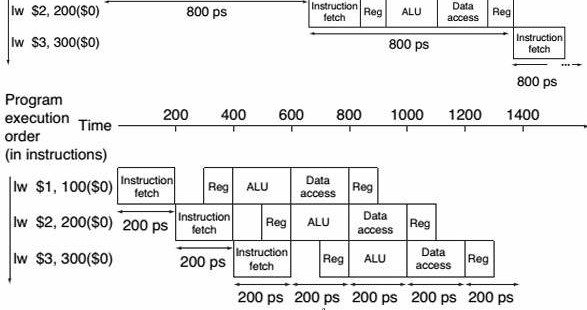 lw $2, 200($0) 800 ps Instruction fetch Reg ALU Data access Reg
lw $3, 300($0) 800 ps Instruction fetch
800 ps
...
Program
execution
order
(in instructions)
Time 200 400 600 800 1000 1200 1400
lw $1, 100($0) Instruction fetch Reg ALU Data access Reg
lw $2, 200($0) 200 ps Instruction fetch Reg ALU Data access Reg
lw $3, 300($0) 200 ps Instruction fetch Reg ALU Data access Reg
200 ps 200 ps 200 ps 200 ps 200 ps